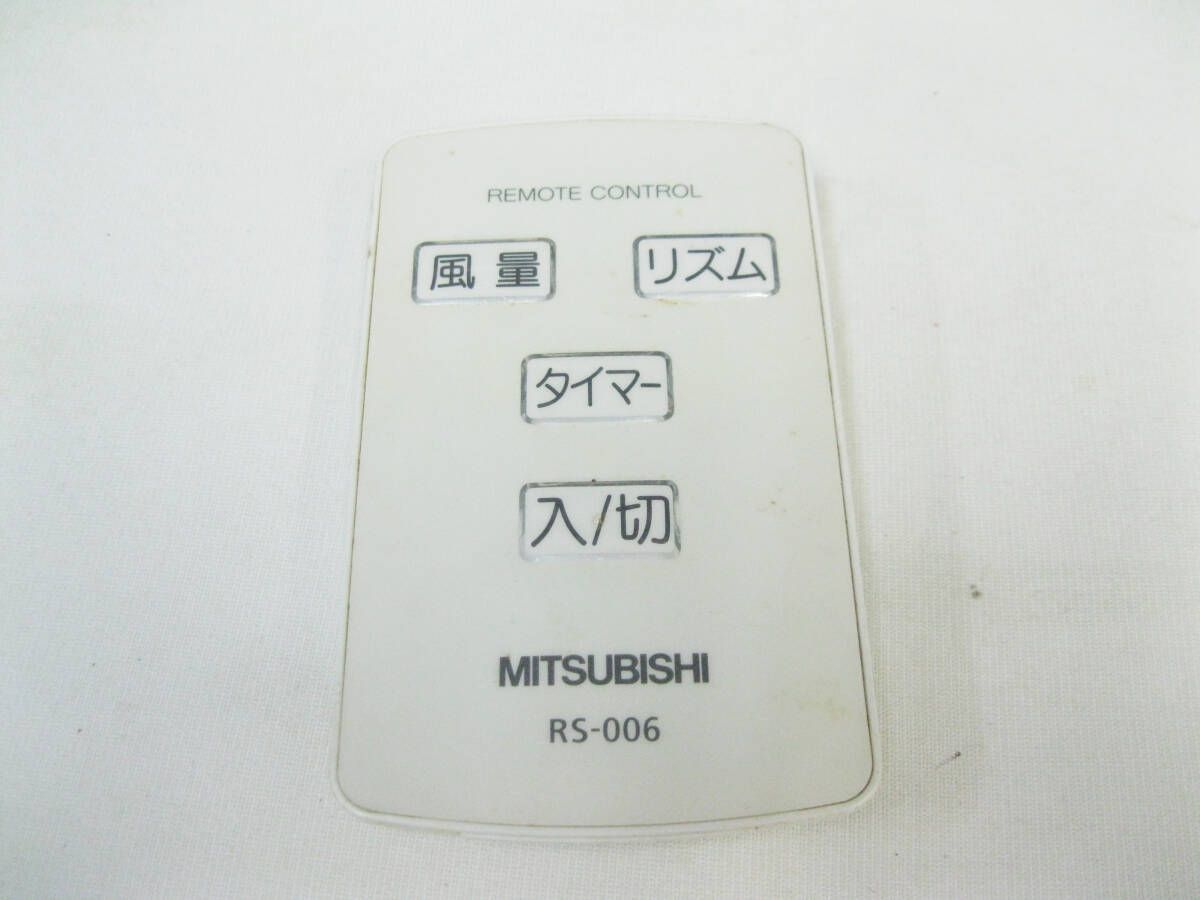 REMOTE CONTROL
風量 リズム
タイマー
入/切
MITSUBISHI
RS-006